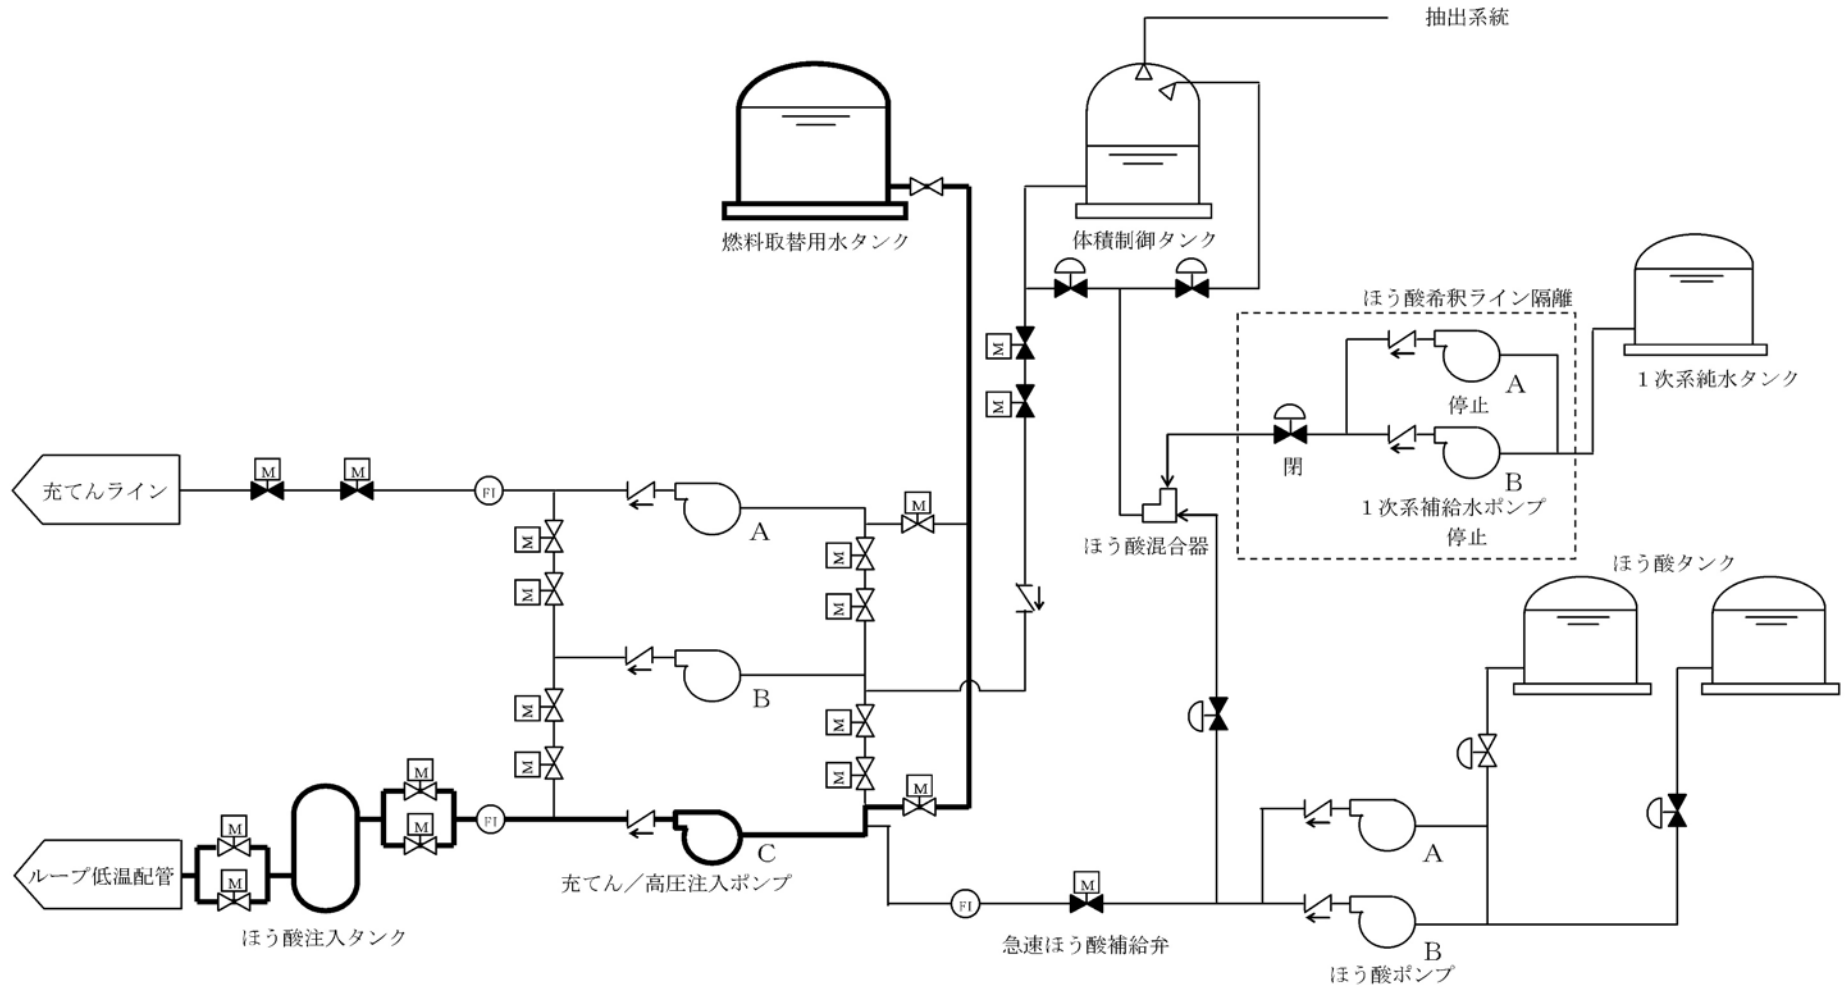 抽出系統
燃料取替用水タンク
体積制御タンク
ほう酸希釈ライン隔離
M
A
停止
1次系純水タンク
M
閉
B
1次系補給水ポンプ
停止
充てんライン
M
M
FI
A
M
ほう酸混合器
ほう酸タンク
M
M
M
M
B
M
M
M
M
M
M
M
FI
C
充てん/高圧注入ポンプ
ループ低温配管
M
M
ほう酸注入タンク
A
FI
M
急速ほう酸補給弁
B
ほう酸ポンプ